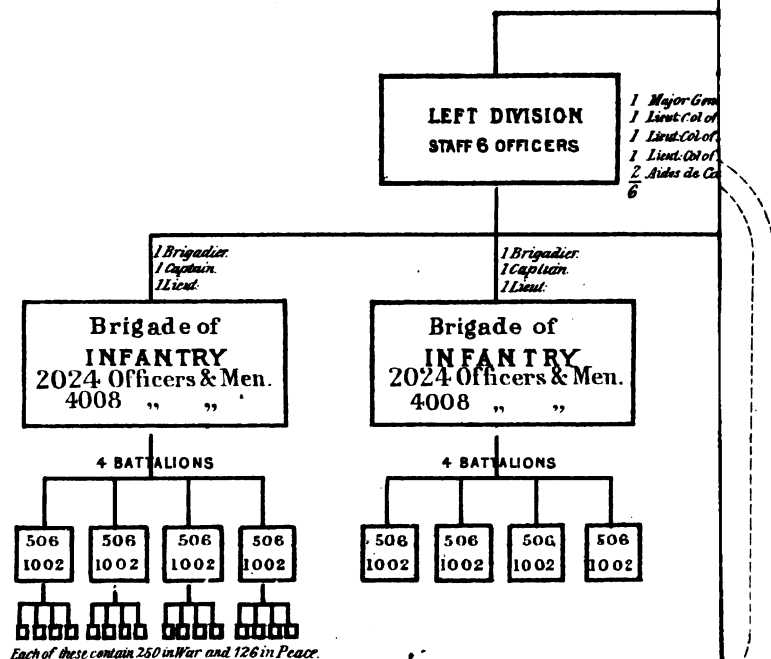 LEFT DIVISION
STAFF 6 OFFICERS
1 Major Gen
1 Lieut: Col of
1 Lieut: Col of.
1 Lieut: Col of
2 Aides de Ca
6
1 Brigadier.
1 Captain.
1 Lieut:
Brigade of
INFANTRY
2024 Officers & Men.
4008 „ „
4 BATTALIONS
506
1002
506
1002
506
1002
506
1002
Each of these contain 250 in War and 126 in Peace.
1 Brigadier.
1 Captain.
1 Lieut:
Brigade of
INFANTRY
2024 Officers & Men.
4008 „ „
4 BATTALIONS
506
1002
506
1002
506
1002
506
1002